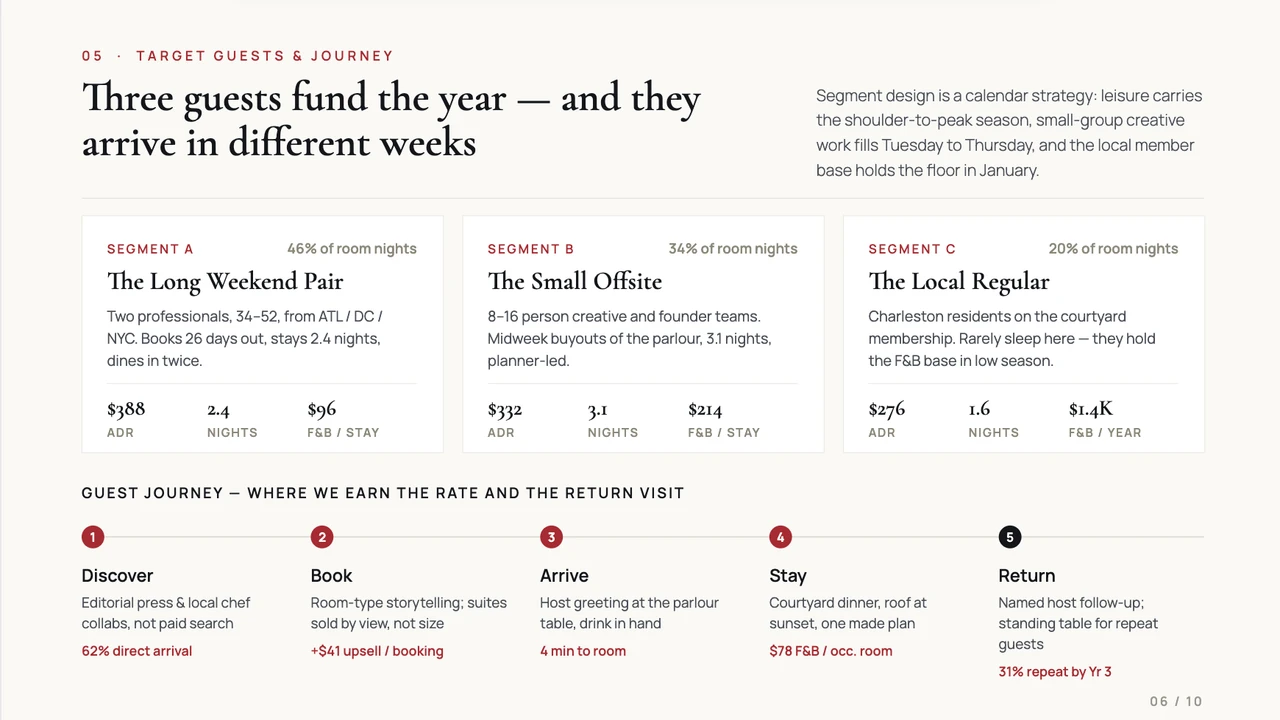 05 · TARGET GUESTS & JOURNEY
Three guests fund the year — and they
arrive in different weeks
Segment design is a calendar strategy: leisure carries
the shoulder-to-peak season, small-group creative
work fills Tuesday to Thursday, and the local member
base holds the floor in January.
SEGMENT A
46% of room nights
The Long Weekend Pair
Two professionals, 34–52, from ATL / DC /
NYC. Books 26 days out, stays 2.4 nights,
dines in twice.
$388
2.4
$96
ADR
NIGHTS
F&B / STAY
SEGMENT B
34% of room nights
The Small Offsite
8–16 person creative and founder teams.
Midweek buyouts of the parlour, 3.1 nights,
planner-led.
$332
3.1
$214
ADR
NIGHTS
F&B / STAY
SEGMENT C
20% of room nights
The Local Regular
Charleston residents on the courtyard
membership. Rarely sleep here — they hold
the F&B base in low season.
$276
1.6
$1.4K
ADR
NIGHTS
F&B / YEAR
GUEST JOURNEY — WHERE WE EARN THE RATE AND THE RETURN VISIT
1
Discover
Editorial press & local chef
collabs, not paid search
62% direct arrival
2
Book
Room-type storytelling; suites
sold by view, not size
+$41 upsell / booking
3
Arrive
Host greeting at the parlour
table, drink in hand
4 min to room
4
Stay
Courtyard dinner, roof at
sunset, one made plan
$78 F&B / occ. room
5
Return
Named host follow-up;
standing table for repeat
guests
31% repeat by Yr 3
06 / 10